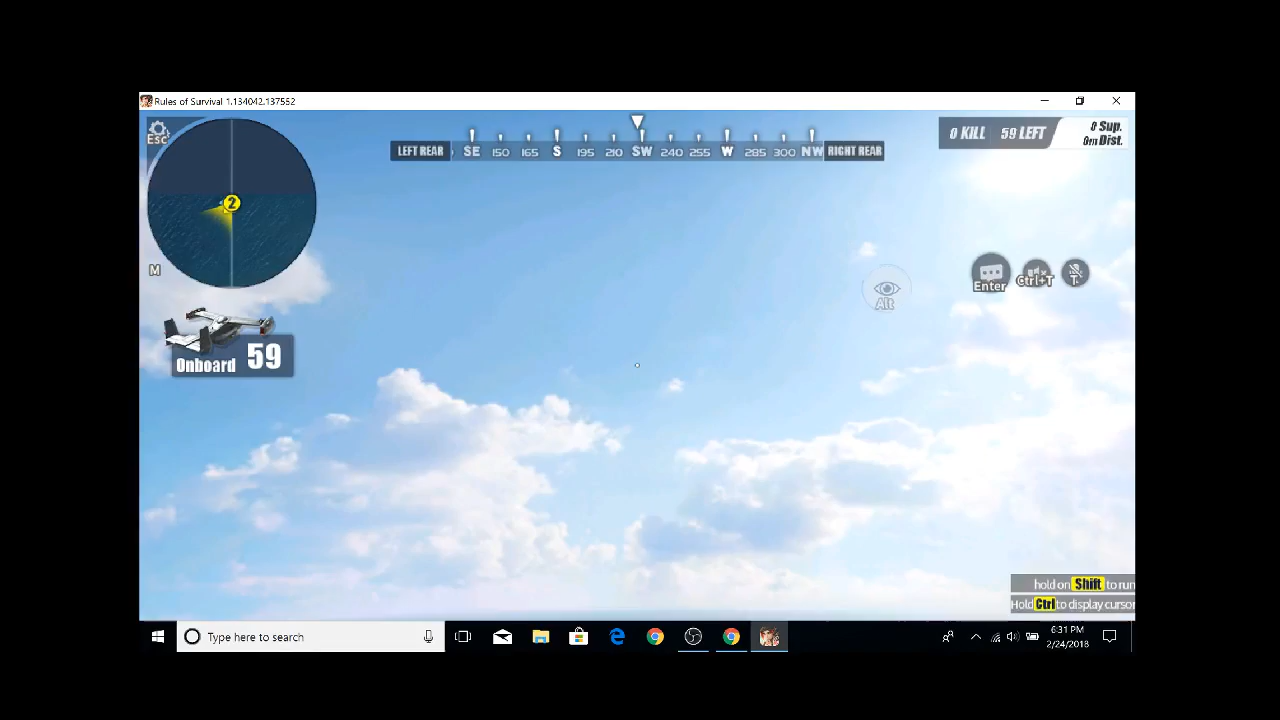 Rules of Survival 1.134042.137552
Esc
LEFT REAR SE 150 165 S 195 210 SW 240 255 W 285 300 NW RIGHT REAR
0 KILL 59 LEFT 0 Sup.
0m Dist.
2
M
Enter Ctrl+T T
Alt
Onboard 59
hold on Shift to run
Hold Ctrl to display cursor
Type here to search
6:31 PM
2/24/2018